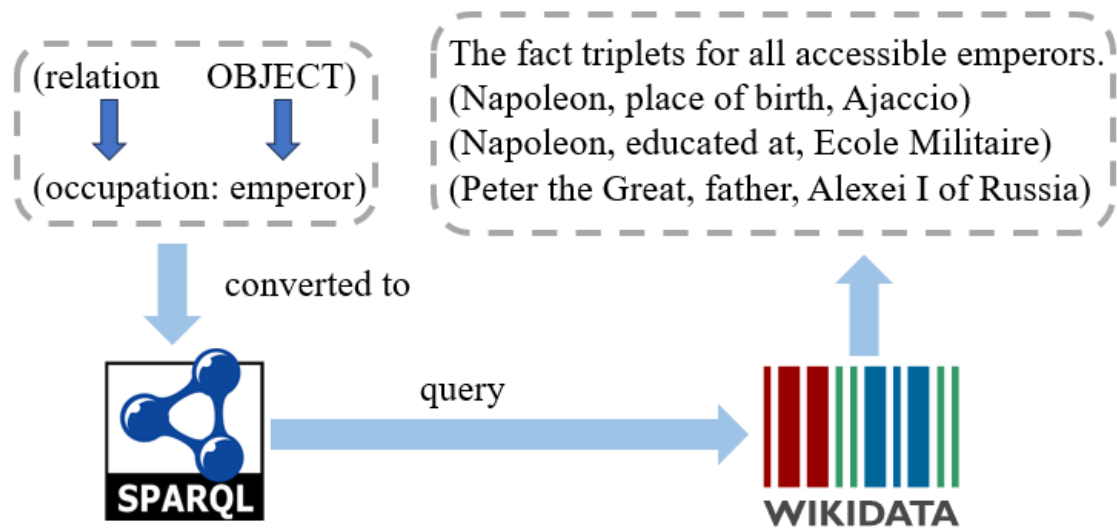 (relation OBJECT)
(occupation: emperor)
converted to
SPARQL
query
The fact triplets for all accessible emperors.
(Napoleon, place of birth, Ajaccio)
(Napoleon, educated at, Ecole Militaire)
(Peter the Great, father, Alexei I of Russia)
WIKIDATA